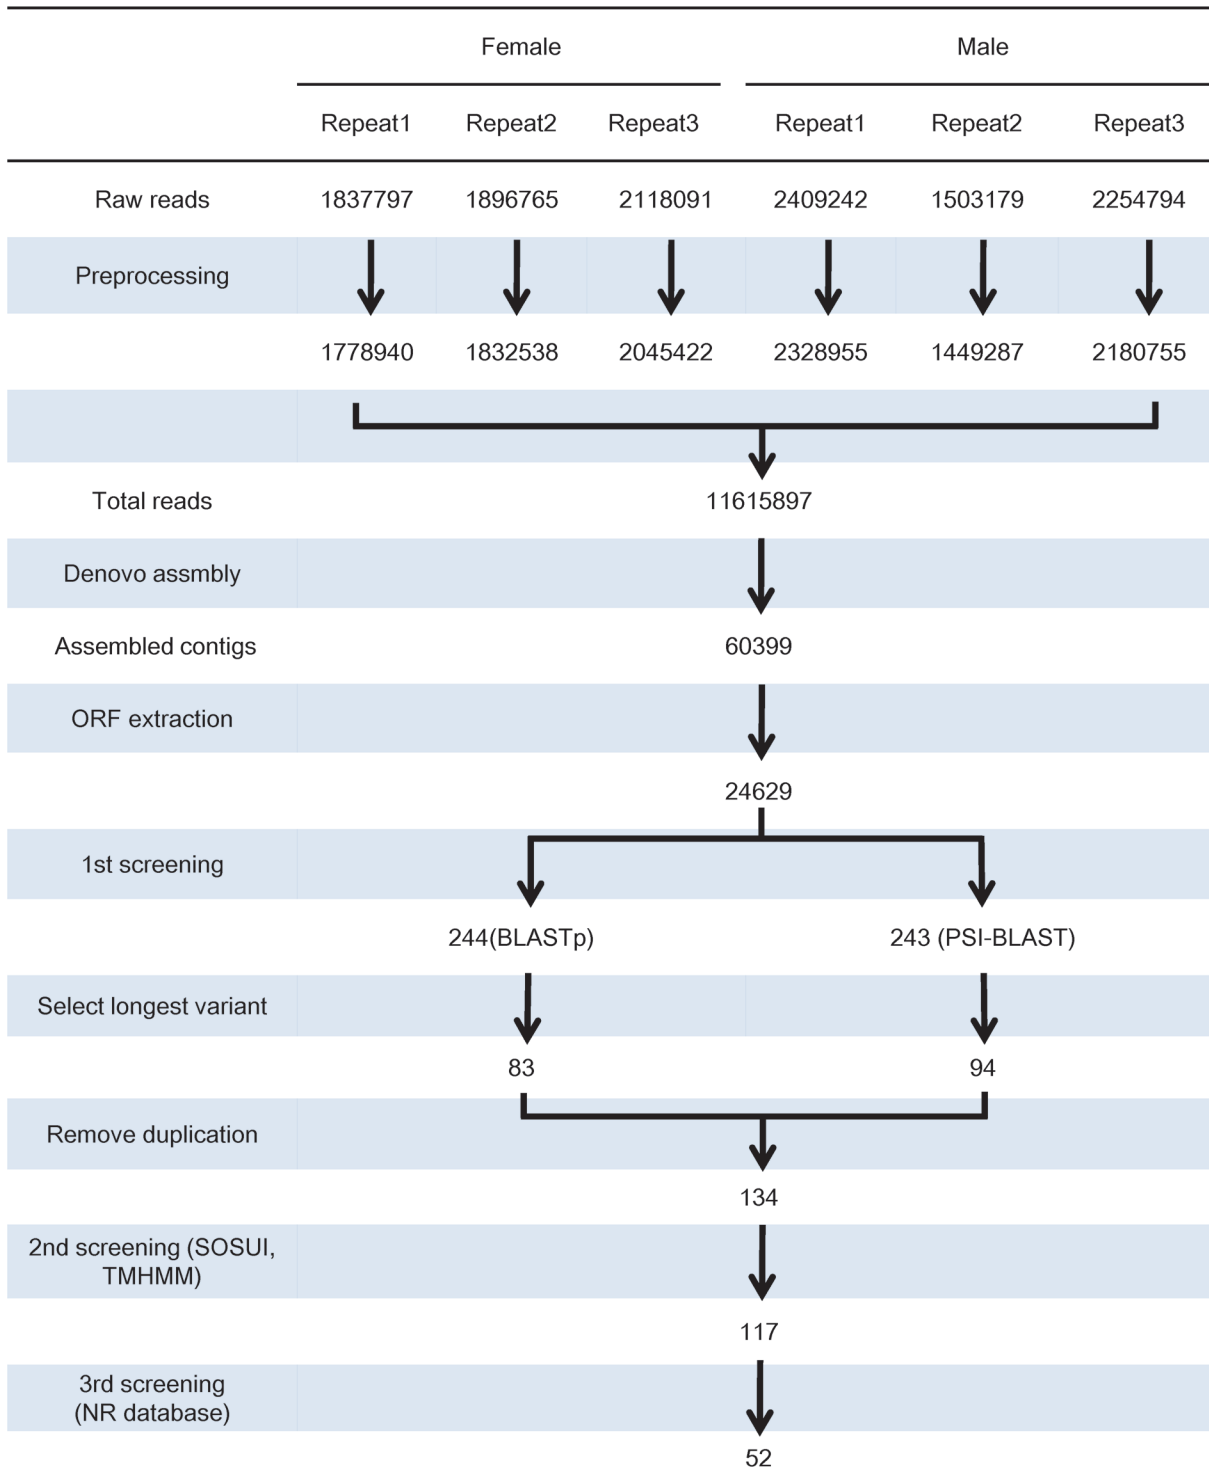 Female Male
Repeat1 Repeat2 Repeat3 Repeat1 Repeat2 Repeat3
Raw reads 1837797 1896765 2118091 2409242 1503179 2254794
Preprocessing
1778940 1832538 2045422 2328955 1449287 2180755
Total reads 11615897
Denovo assmbly
Assembled contigs 60399
ORF extraction
24629
1st screening
244(BLASTp) 243 (PSI-BLAST)
Select longest variant
83 94
Remove duplication
134
2nd screening (SOSUI,
TMHMM)
117
3rd screening
(NR database)
52